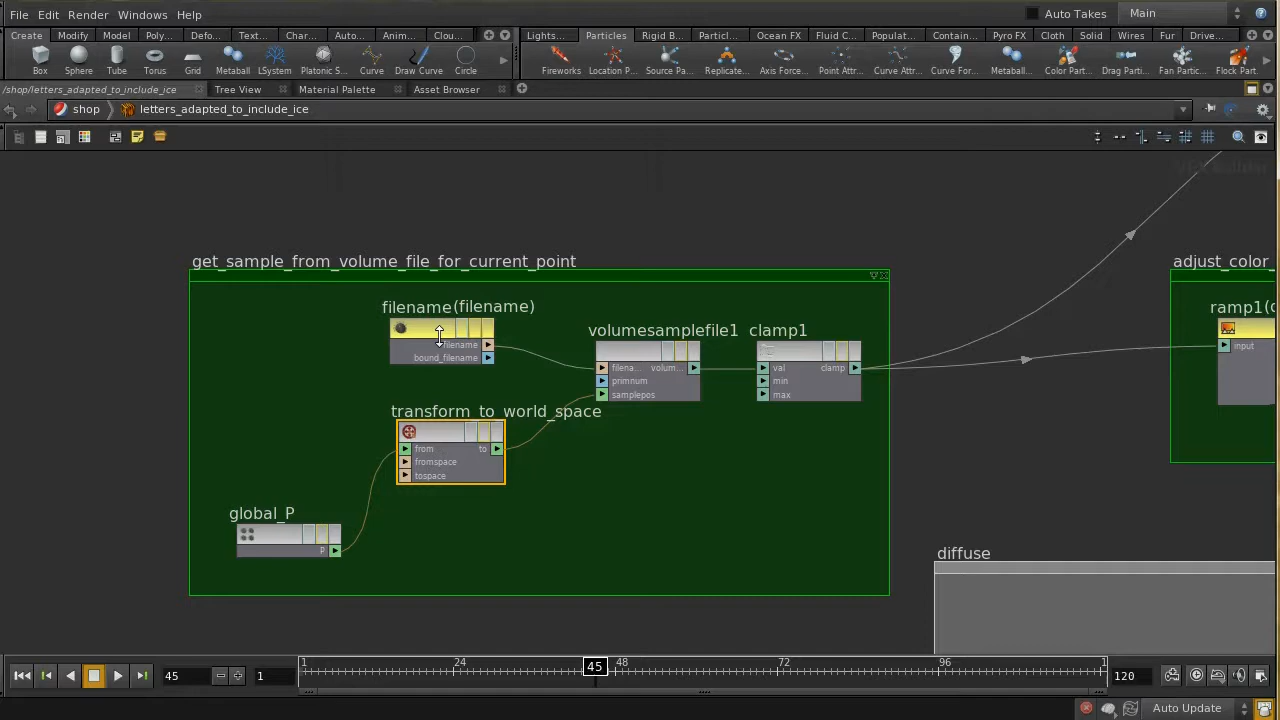 File Edit Render Windows Help Auto Takes Main
Create Modify Model Poly... Defo... Text... Char... Auto... Anim... Clou... Lights... Particles Rigid B... Particl... Ocean FX Fluid C... Populat... Contain... Pyro FX Cloth Solid Wires Fur Drive...
Box Sphere Tube Torus Grid Metaball LSystem Platonic S... Curve Draw Curve Circle Fireworks Location P... Source Pa... Replicate... Axis Force... Point Attr... Curve Attr... Curve For... Metaball... Color Part... Drag Parti... Fan Partic... Flock Part.
/shop/letters_adapted_to_include_ice Tree View Material Palette Asset Browser
shop letters_adapted_to_include_ice
VEX Builder
get_sample_from_volume_file_for_current_point
adjust_color_
filename(filename)
ramp1(c
volumesamplefile1 clamp1
filename
bound_filename
input
filena... volum...
primnum
samplepos
val clamp
min
max
transform_to_world_space
from to
fromspace
tospace
global_P
P
diffuse
45 1 1 24 45 48 72 96 1 120
Auto Update